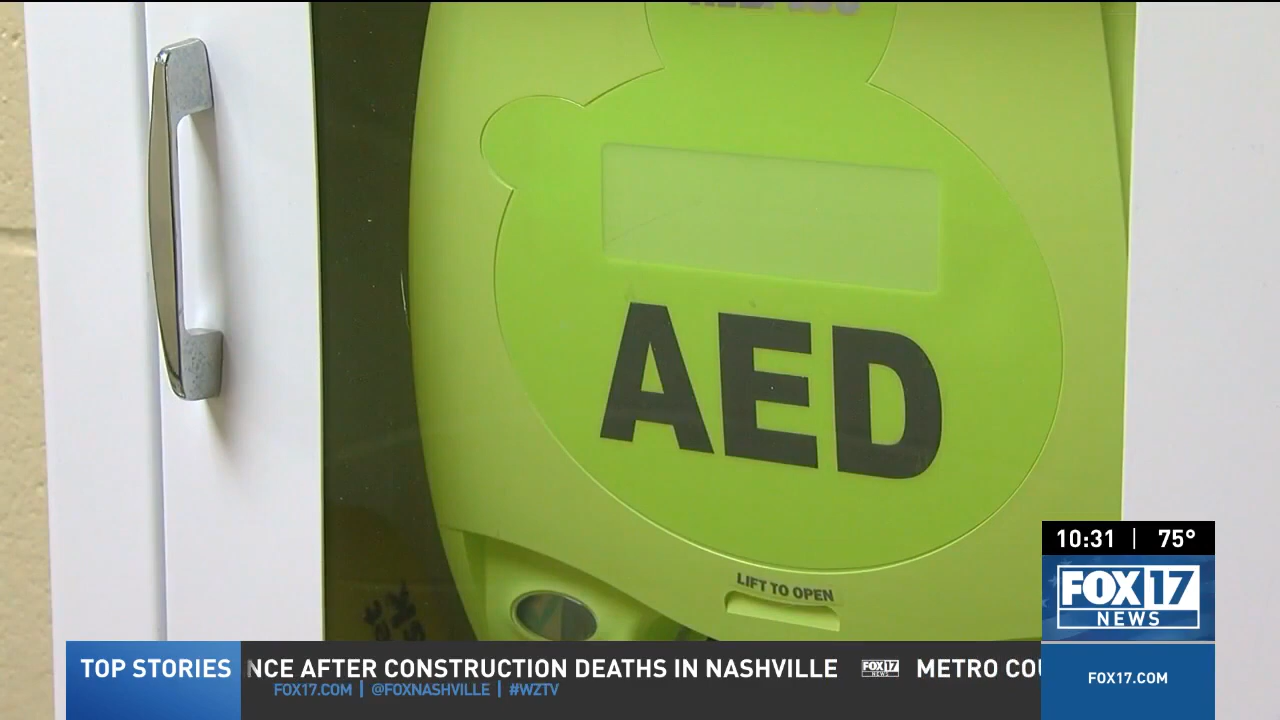 AED
LIFT TO OPEN
10:31 | 75°
FOX 17
NEWS
TOP STORIES
NCE AFTER CONSTRUCTION DEATHS IN NASHVILLE FOX 17 NEWS METRO COU
FOX17.COM | @FOXNASHVILLE | #WZTV
FOX17.COM